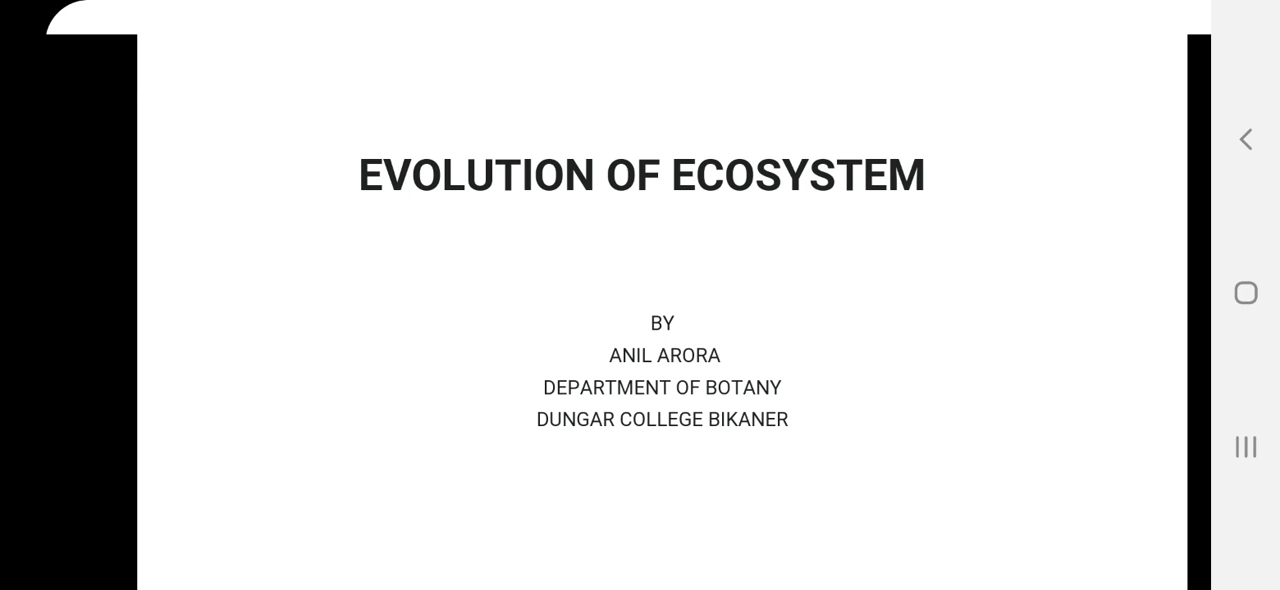 EVOLUTION OF ECOSYSTEM
BY
ANIL ARORA
DEPARTMENT OF BOTANY
DUNGAR COLLEGE BIKANER